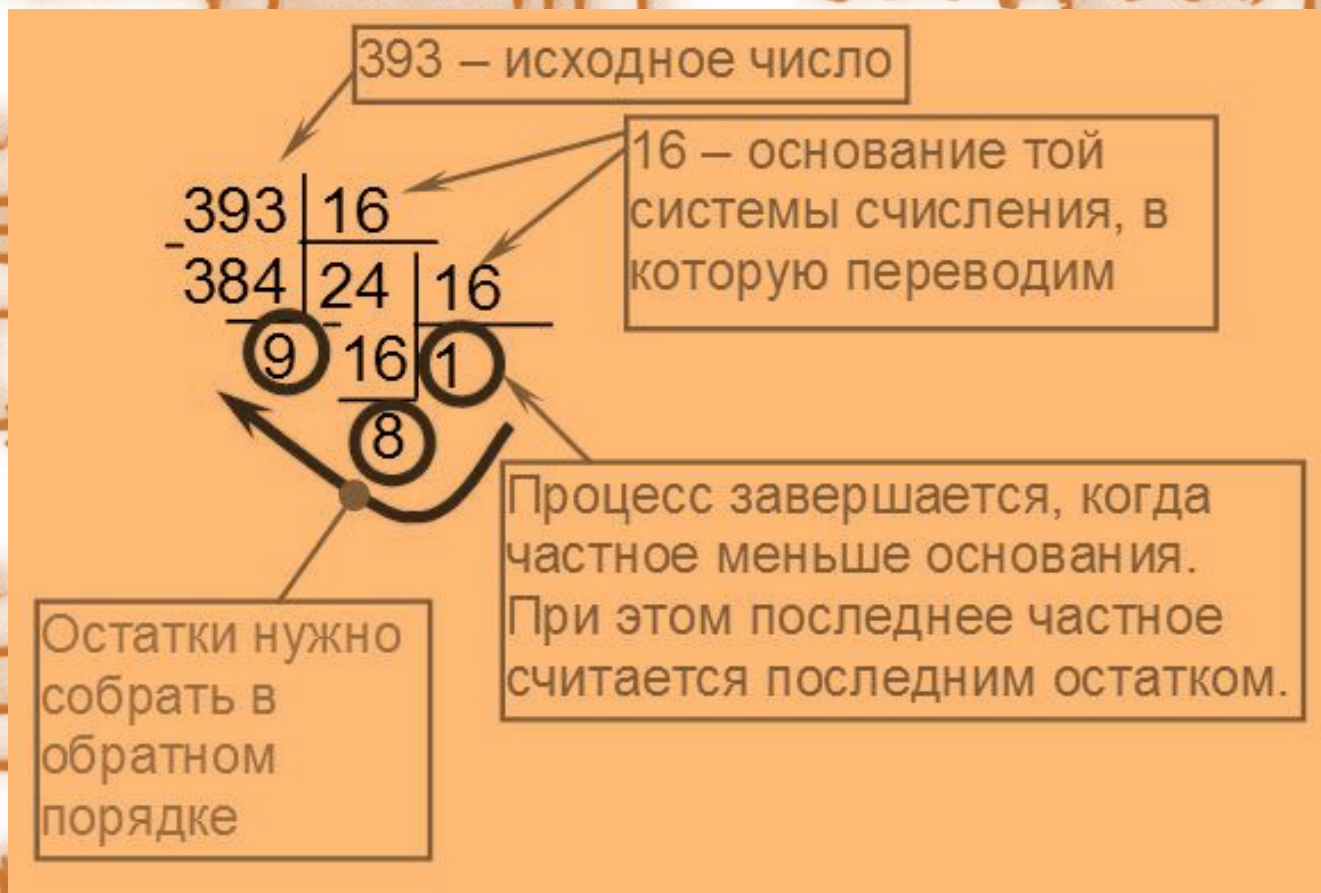 393 – исходное число
16 – основание той
системы счисления, в
которую переводим
393 16
- 384 24 16
9 - 16 1
8
Процесс завершается, когда
частное меньше основания.
При этом последнее частное
считается последним остатком.
Остатки нужно
собрать в
обратном
порядке